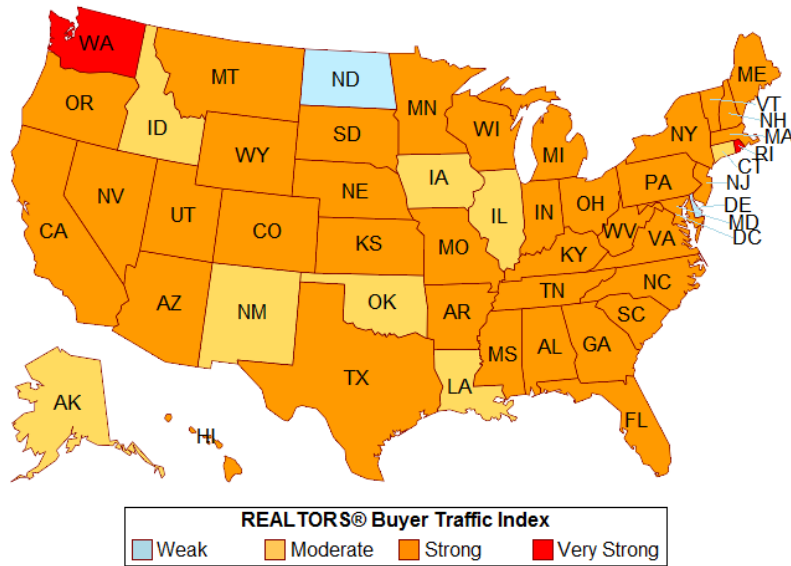 WA
MT
ND
MN
ME
VT
NH
MA
RI
CT
OR
ID
WY
SD
WI
MI
NY
NV
UT
NE
IA
IL
IN
OH
PA
NJ
DE
MD
DC
CA
CO
KS
MO
KY
WV
VA
AZ
NM
OK
AR
TN
NC
SC
TX
LA
MS
AL
GA
FL
AK
HI
REALTORS® Buyer Traffic Index
Weak Moderate Strong Very Strong